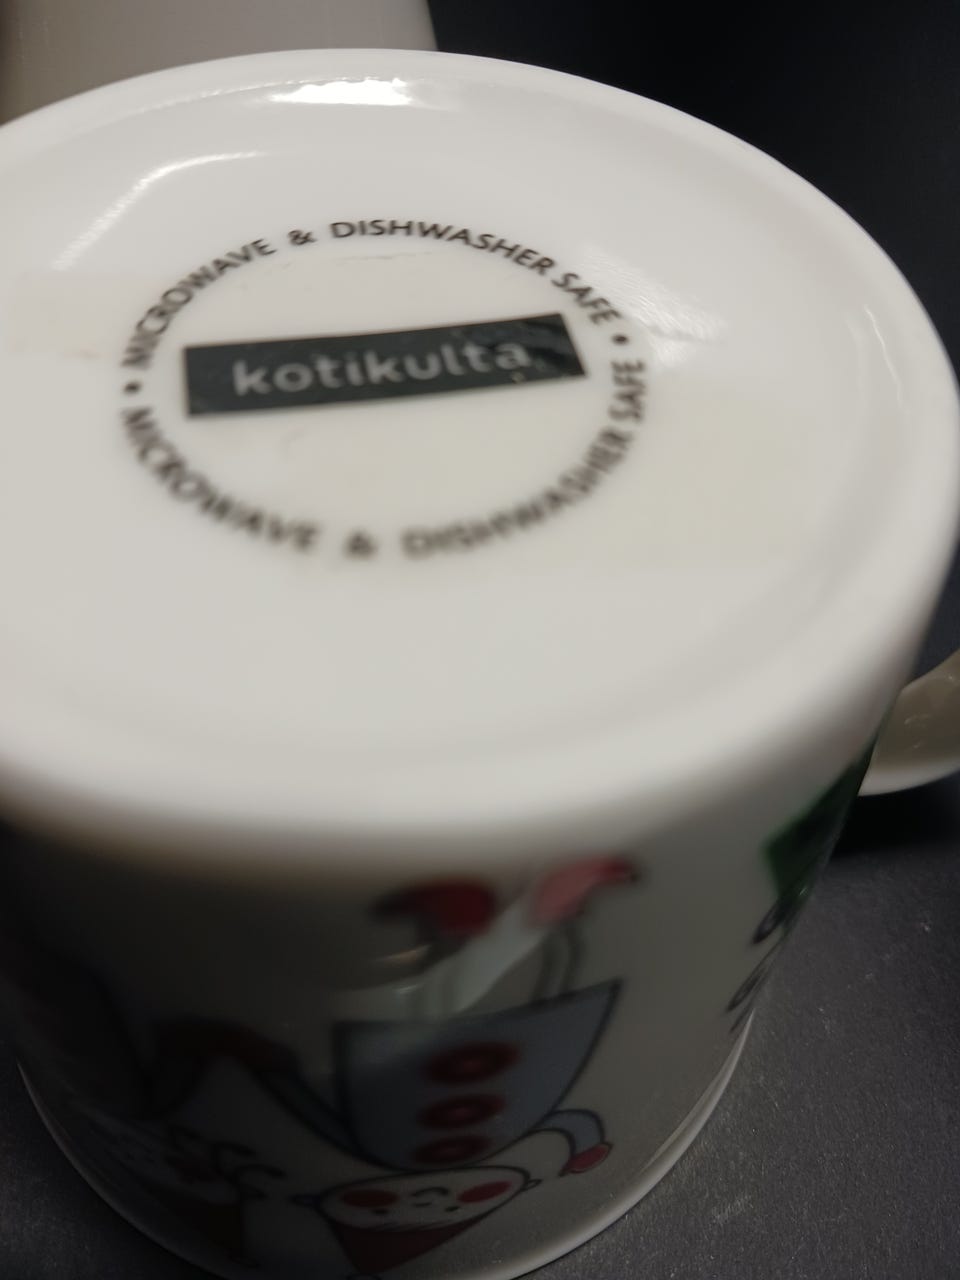 • MICROWAVE & DISHWASHER SAFE •
kotikulta
MICROWAVE & DISHWASHER SAFE